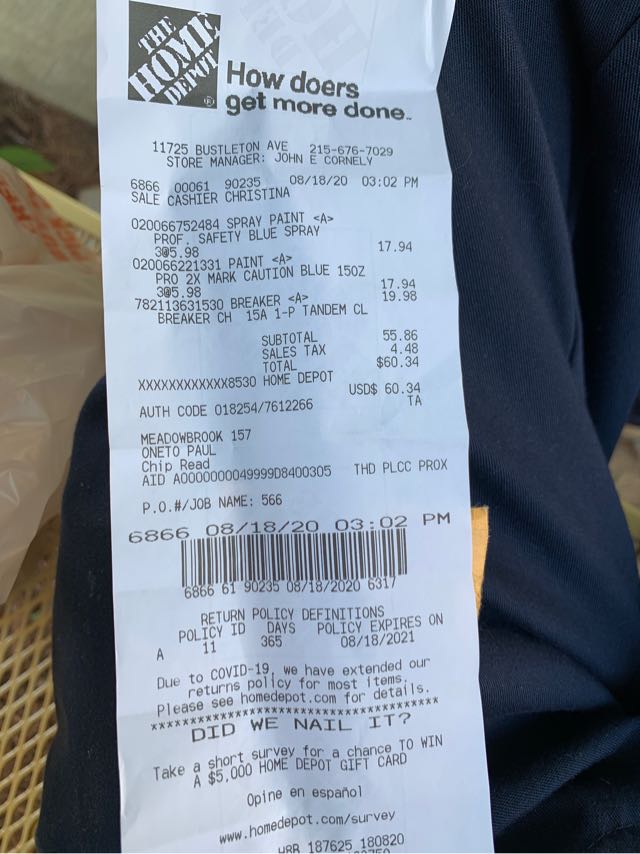 THE
HOME
DEPOT
®
How doers
get more done™
11725 BUSTLETON AVE 215-676-7029
STORE MANAGER: JOHN E CORNELY
6866 00061 90235 08/18/20 03:02 PM
SALE CASHIER CHRISTINA
020066752484 SPRAY PAINT <A>
PROF. SAFETY BLUE SPRAY
3@5.98 17.94
020066221331 PAINT <A>
PRO 2X MARK CAUTION BLUE 15OZ
3@5.98 17.94
782113631530 BREAKER <A> 19.98
BREAKER CH 15A 1-P TANDEM CL
SUBTOTAL 55.86
SALES TAX 4.48
TOTAL $60.34
XXXXXXXXXXXX8530 HOME DEPOT
USD$ 60.34
AUTH CODE 018254/7612266 TA
MEADOWBROOK 157
ONETO PAUL
Chip Read
AID A0000000049999D8400305 THD PLCC PROX
P.O.#/JOB NAME: 566
6866 08/18/20 03:02 PM
6866 61 90235 08/18/2020 6317
RETURN POLICY DEFINITIONS
POLICY ID DAYS POLICY EXPIRES ON
A 11 365 08/18/2021
Due to COVID-19, we have extended our
returns policy for most items.
Please see homedepot.com for details.
***************************************
DID WE NAIL IT?
Take a short survey for a chance TO WIN
A $5,000 HOME DEPOT GIFT CARD
Opine en español
www.homedepot.com/survey
HRB 187625 180820